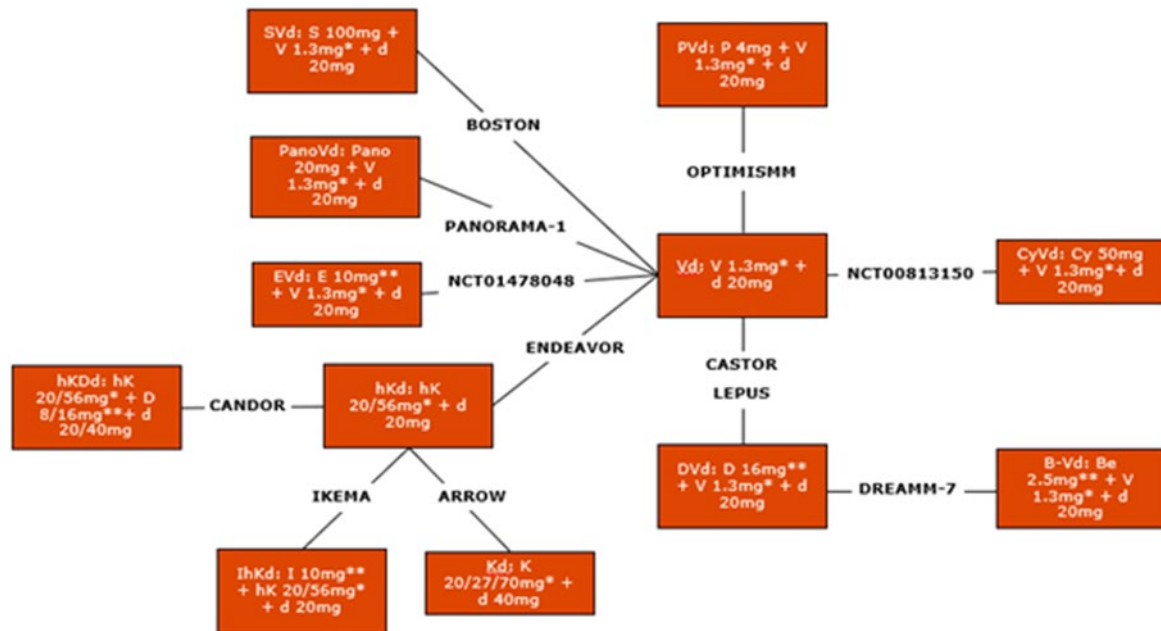 SVd: S 100mg +
V 1.3mg* + d
20mg
PVd: P 4mg + V
1.3mg* + d
20mg
BOSTON
PanoVd: Pano
20mg + V
1.3mg* + d
20mg
OPTIMISMM
PANORAMA-1
EVd: E 10mg**
+ V 1.3mg* + d
20mg
NCT01478048
Vd: V 1.3mg* +
d 20mg
NCT00813150
CyVd: Cy 50mg
+ V 1.3mg*+ d
20mg
ENDEAVOR
CASTOR
LEPUS
hKDd: hK
20/56mg* + D
8/16mg**+ d
20/40mg
CANDOR
hKd: hK
20/56mg* + d
20mg
DVd: D 16mg**
+ V 1.3mg* + d
20mg
DREAMM-7
B-Vd: Be
2.5mg** + V
1.3mg* + d
20mg
IKEMA
ARROW
IhKd: I 10mg**
+ hK 20/56mg*
+ d 20mg
Kd: K
20/27/70mg* +
d 40mg